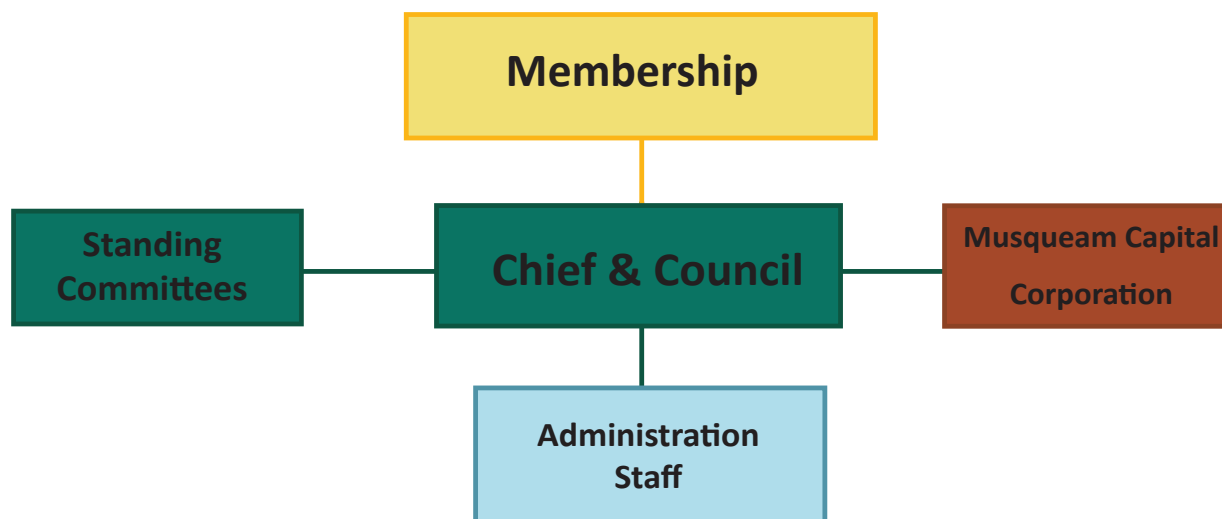 Membership
Standing
Committees
Chief & Council
Musqueam Capital
Corporation
Administration
Staff